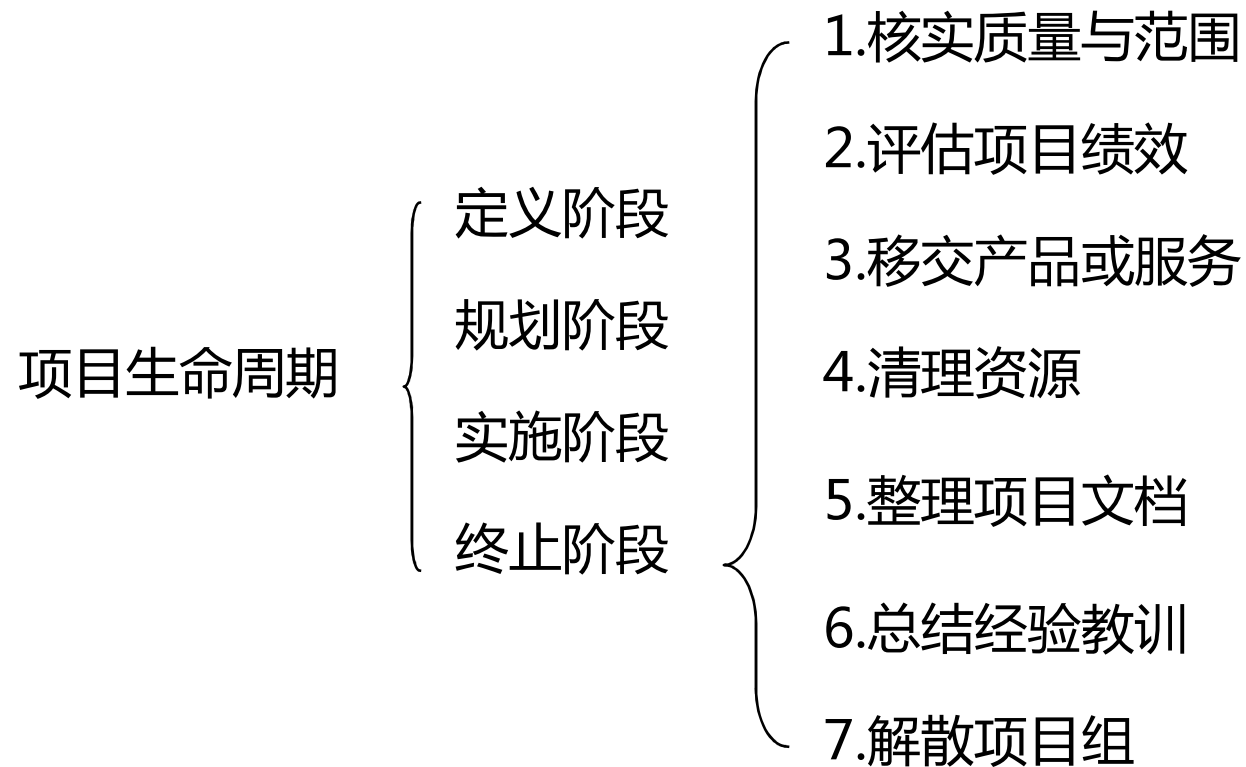 项目生命周期
定义阶段
规划阶段
实施阶段
终止阶段
1.核实质量与范围
2.评估项目绩效
3.移交产品或服务
4.清理资源
5.整理项目文档
6.总结经验教训
7.解散项目组